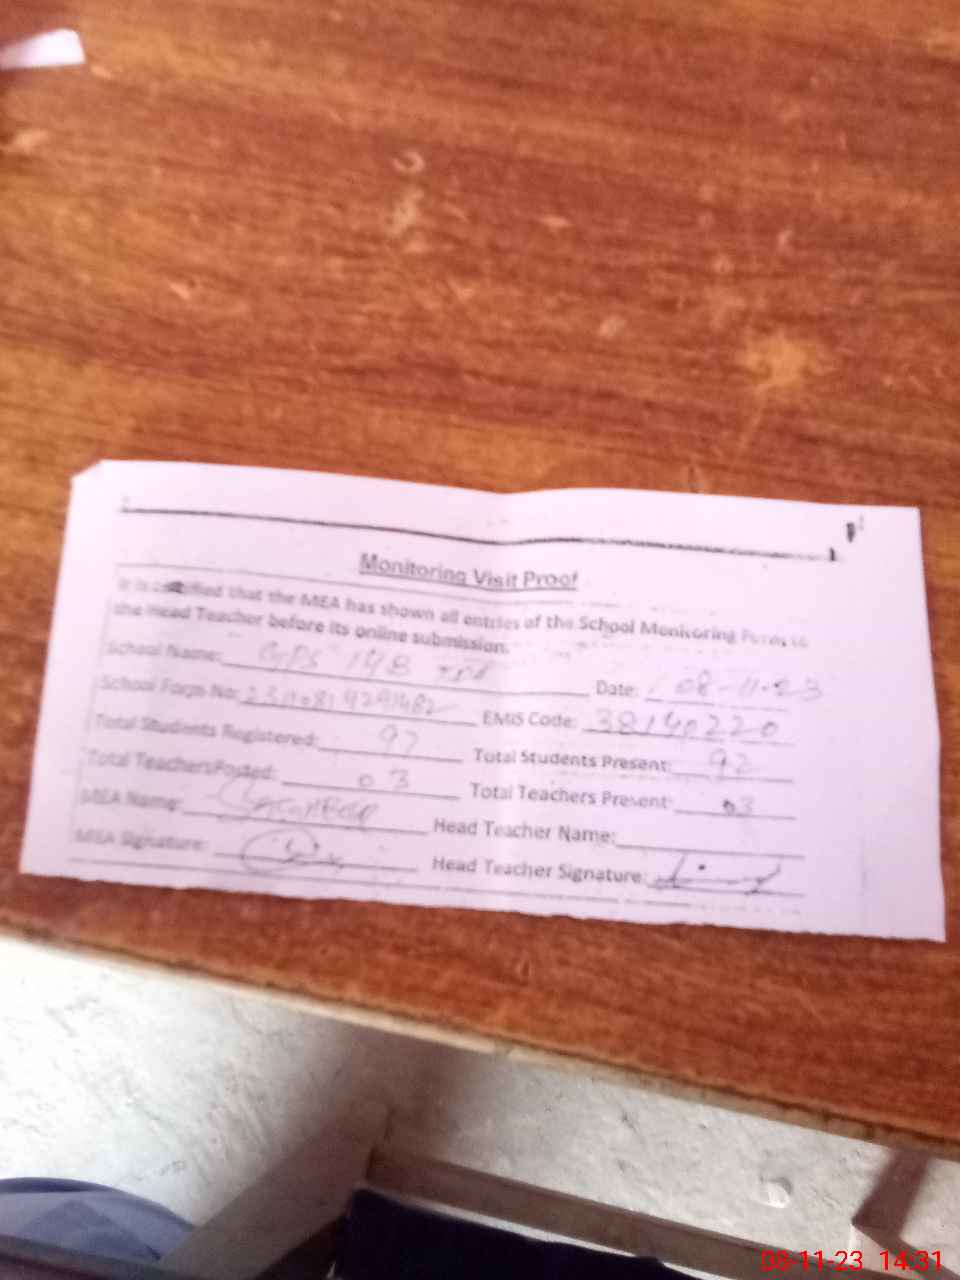 Monitoring Visit Proof
It is certified that the MEA has shown all entries of the School Monitoring Form to
the Head Teacher before its online submission.
School Name: GPS 14B Date: 08-11-23
School Form No: EMIS Code: 38140220
Total Students Registered: 97 Total Students Present: 92
Total Teachers Posted: 03 Total Teachers Present: 03
MEA Name: Head Teacher Name:
MEA Signature: Head Teacher Signature:
08-11-23 14:31